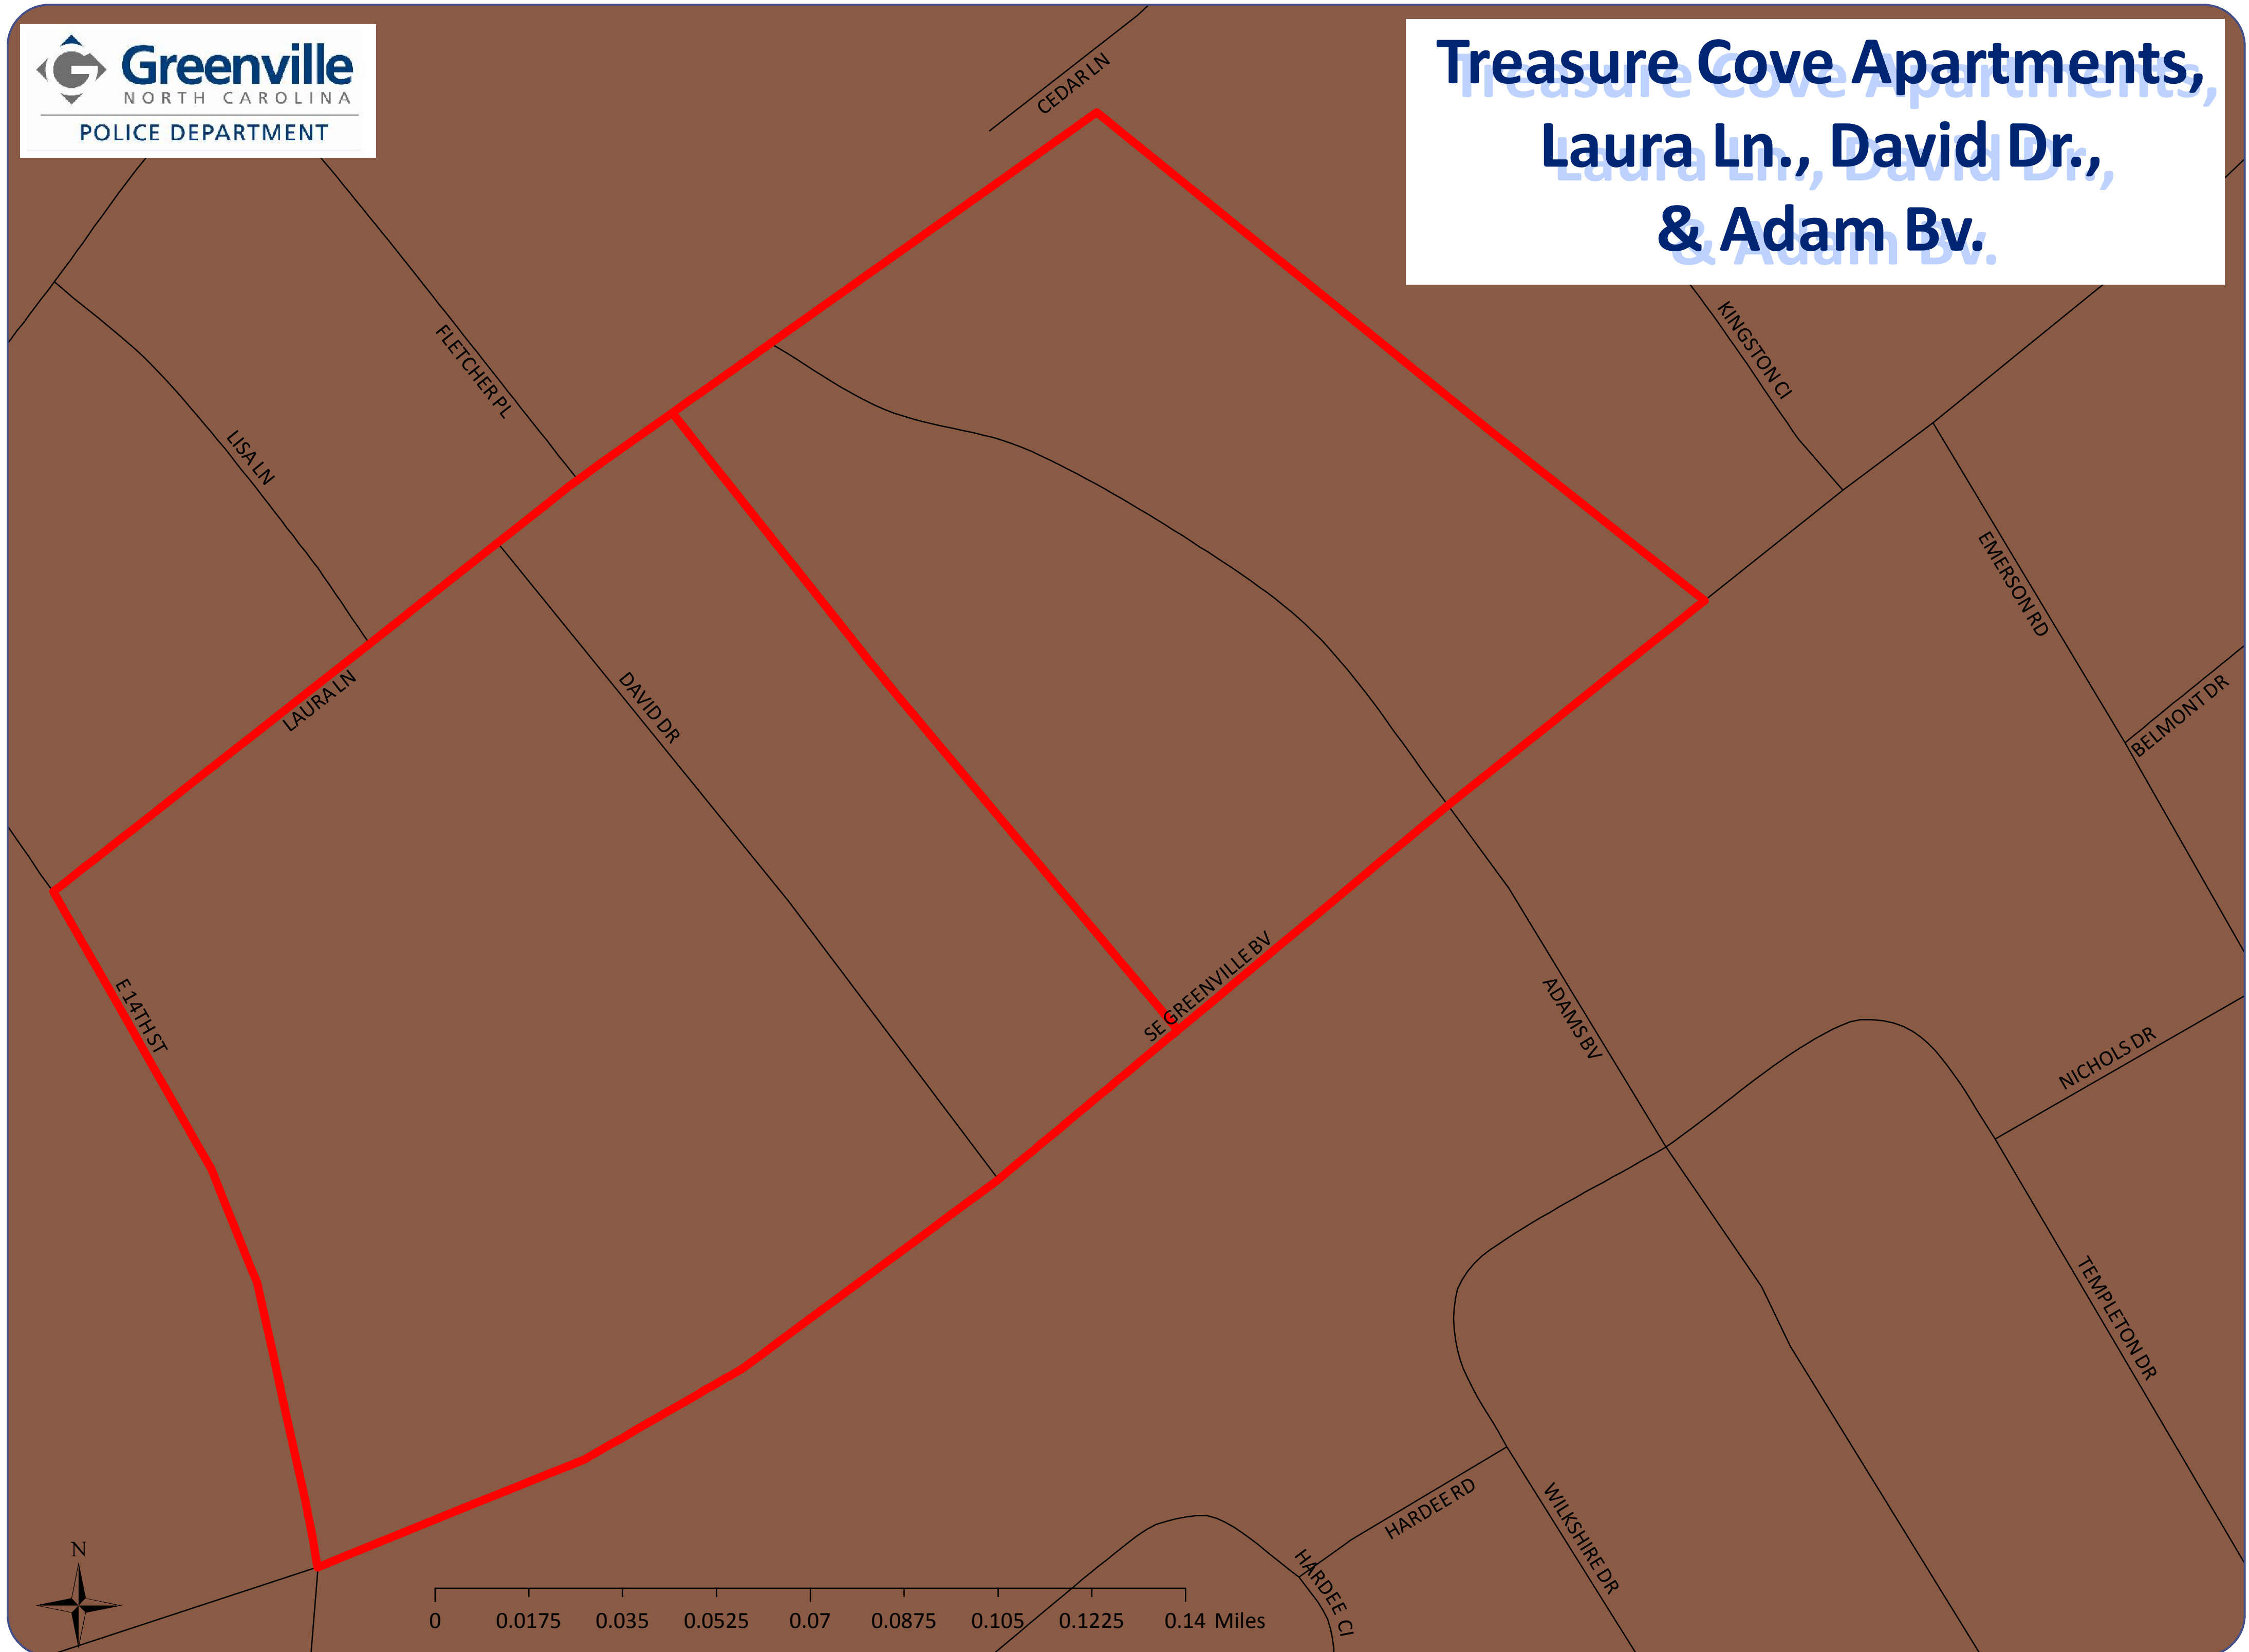 Greenville
NORTH CAROLINA
POLICE DEPARTMENT
Treasure Cove Apartments,
Laura Ln., David Dr.,
& Adam Bv.
CEDAR LN
KINGSTON CI
FLETCHER PL
LISA LN
EMERSON RD
LAURA LN
DAVID DR
BELMONT DR
SE GREENVILLE BV
E 14TH ST
ADAMS BV
NICHOLS DR
TEMPLETON DR
HARDEE RD
WILKSHIRE DR
HARDEE CI
N
0 0.0175 0.035 0.0525 0.07 0.0875 0.105 0.1225 0.14 Miles